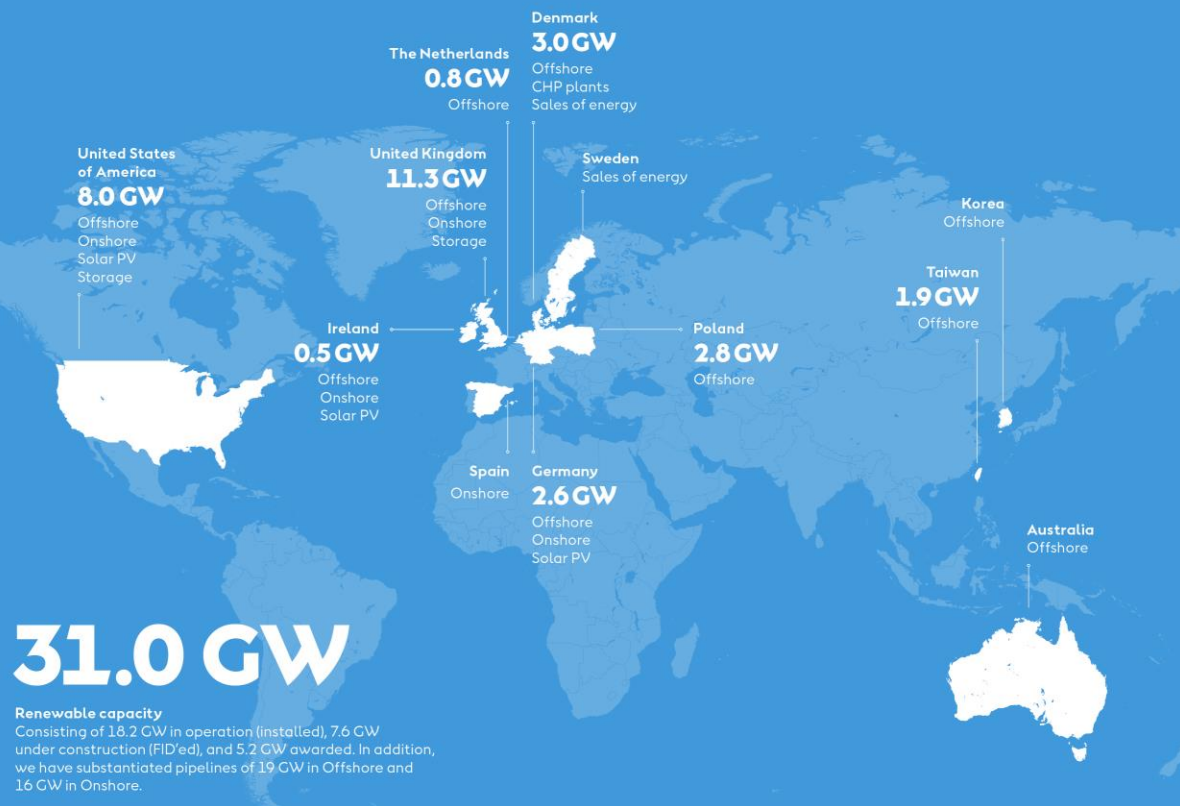 Denmark
3.0 GW
Offshore
CHP plants
Sales of energy
The Netherlands
0.8 GW
Offshore
United States
of America
8.0 GW
Offshore
Onshore
Solar PV
Storage
United Kingdom
11.3 GW
Offshore
Onshore
Storage
Sweden
Sales of energy
Korea
Offshore
Taiwan
1.9 GW
Offshore
Ireland
0.5 GW
Offshore
Onshore
Solar PV
Poland
2.8 GW
Offshore
Spain
Onshore
Germany
2.6 GW
Offshore
Onshore
Solar PV
Australia
Offshore
31.0 GW
Renewable capacity
Consisting of 18.2 GW in operation (installed), 7.6 GW
under construction (FID'ed), and 5.2 GW awarded. In addition,
we have substantiated pipelines of 19 GW in Offshore and
16 GW in Onshore.